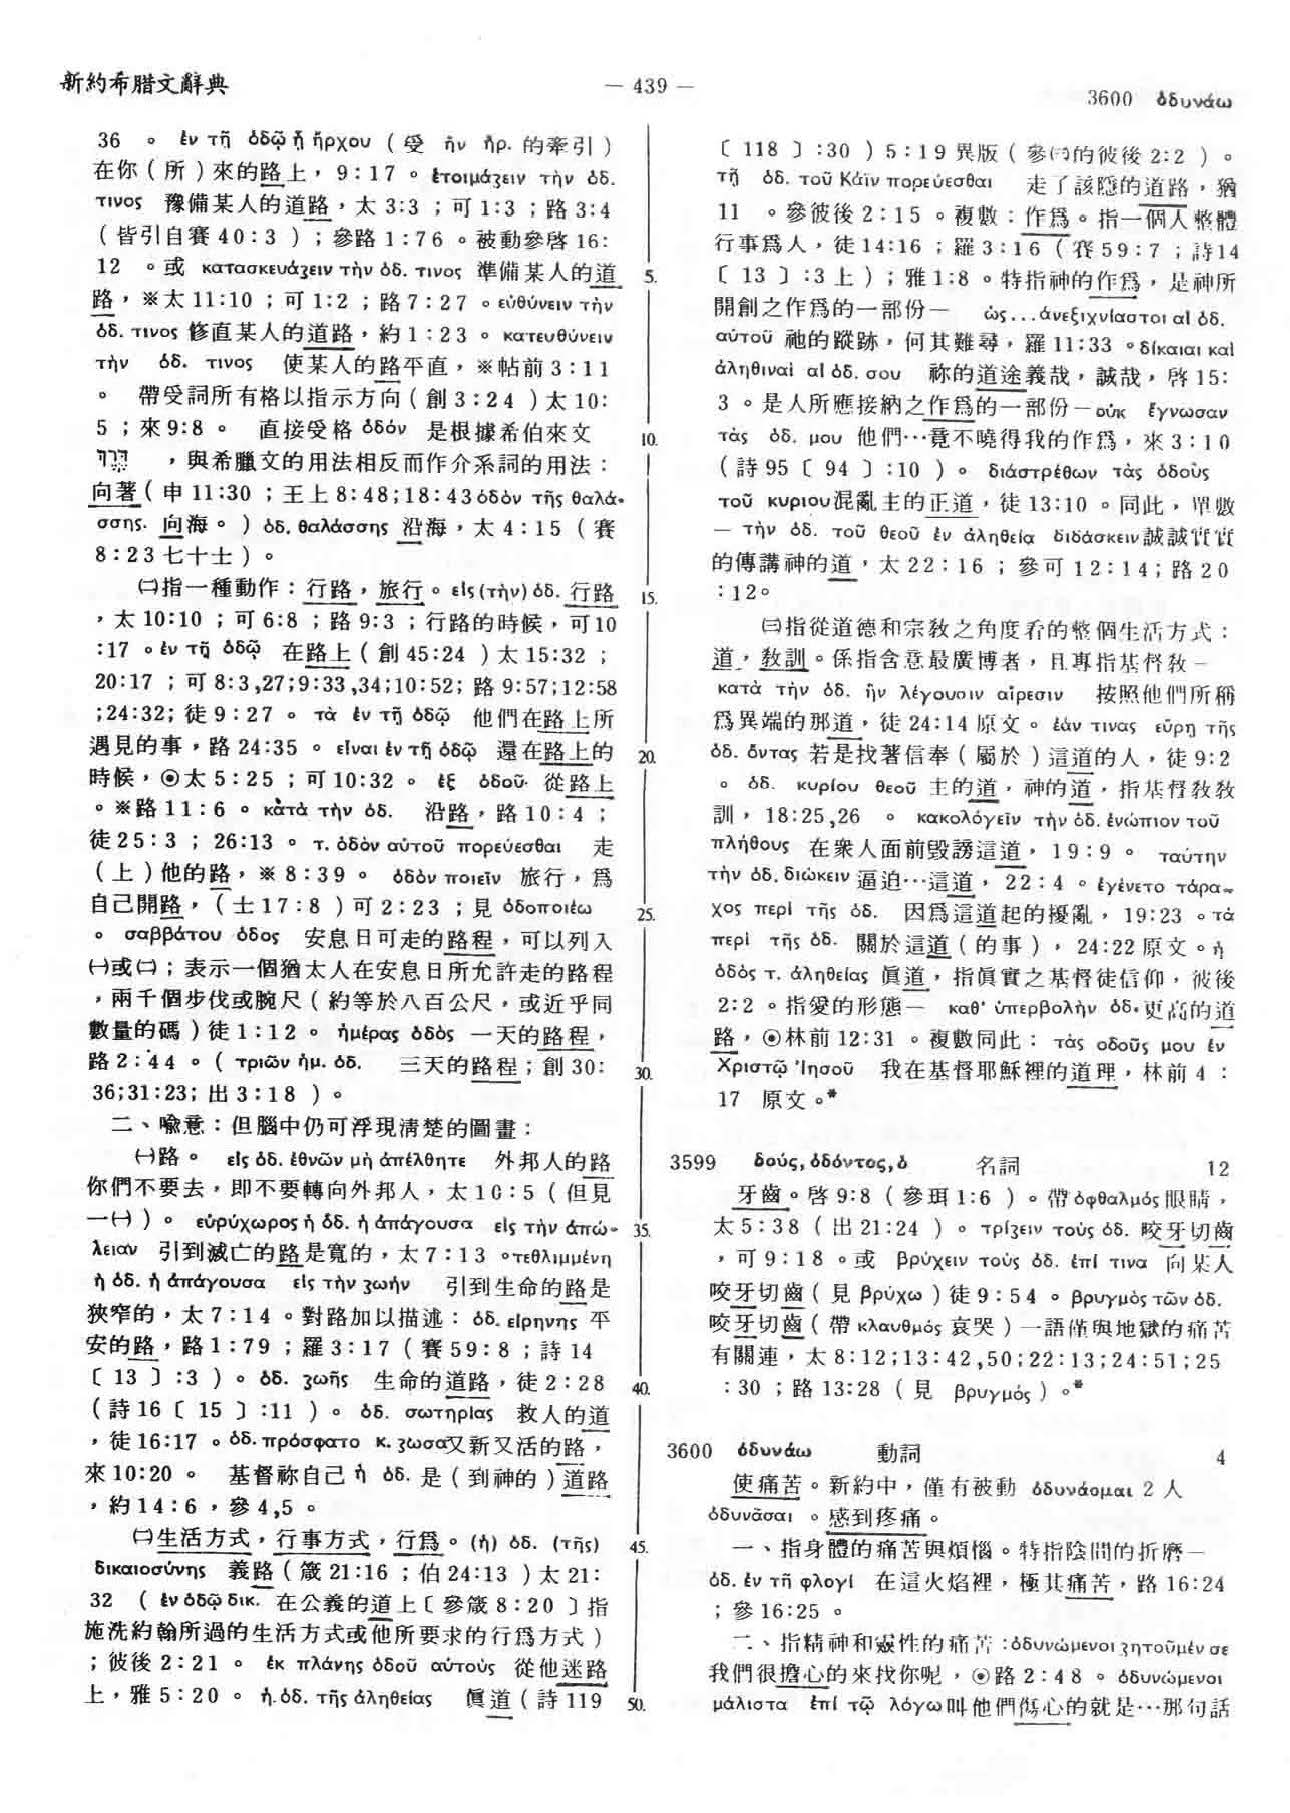 新約希腊文辭典
— 439 —
3600 ὀδυνάω
36 。 ἐν τῇ ὁδῷ ᾗ ἤρχου ( 受 ἣν ἠρ. 的牽引 )
在你 ( 所 ) 來的路上， 9 : 17 。 ἑτοιμάζειν τὴν ὁδ.
τινος 豫備某人的道路，太 3:3 ; 可 1:3 ; 路 3:4
( 皆引自賽 40 : 3 ) ; 參路 1 : 76 。被動參啓 16:
12 。或 κατασκευάζειν τὴν ὁδ. τινος 準備某人的道
路，※太 11:10 ; 可 1:2 ; 路 7 : 27 。εὐθύνειν τὴν
ὁδ. τινος 修直某人的道路，約 1 : 23 。 κατευθύνειν
τὴν ὁδ. τινος 使某人的路平直，※帖前 3 : 11
。 帶受詞所有格以指示方向 ( 創 3 : 24 ) 太 10:
5 ; 來 9:8 。 直接受格 ὁδόν 是根據希伯來文
，與希臘文的用法相反而作介系詞的用法：
向著 ( 申 11:30 ; 王上 8 : 48;18 : 43 ὁδὸν τῆς θαλά-
σσης. 向海。 ) ὁδ. θαλάσσης 沿海，太 4 : 15 ( 賽
8 : 23 七十士 ) 。
㈡指一種動作：行路，旅行。εἰς (τὴν) ὁδ. 行路
，太 10:10 ; 可 6:8 ; 路 9:3 ; 行路的時候，可 10
:17 。ἐν τῇ ὁδῷ 在路上 ( 創 45:24 ) 太 15:32 ;
20:17 ; 可 8:3,27;9:33,34;10:52; 路 9:57;12:58
;24:32; 徒 9 : 27 。 τὰ ἐν τῇ ὁδῷ 他們在路上所
遇見的事，路 24:35 。 εἶναι ἐν τῇ ὁδῷ 還在路上的
時候，⊙太 5 : 25 ; 可 10:32 。 ἐξ ὁδοῦ 從路上
。※路 11 : 6 。 κατὰ τὴν ὁδ. 沿路，路 10 : 4 ;
徒 25 : 3 ; 26:13 。 τ. ὁδὸν αὐτοῦ πορεύεσθαι 走
( 上 ) 他的路，※ 8 : 39 。 ὁδὸν ποιεῖν 旅行，爲
自己開路， ( 士 17 : 8 ) 可 2 : 23 ; 見 ὁδοποιέω
。 σαββάτου ὁδος 安息日可走的路程，可以列入
㈠或㈡；表示一個猶太人在安息日所允許走的路程
，兩千個步伐或腕尺 ( 約等於八百公尺，或近乎同
數量的碼 ) 徒 1 : 12 。 ἡμέρας ὁδὸς 一天的路程，
路 2 : 44 。 ( τριῶν ἡμ. ὁδ. 三天的路程 ; 創 30 :
36;31:23; 出 3 : 18 ) 。
二、喩意：但腦中仍可浮現淸楚的圖畫：
㈠路。 εἰς ὁδ. ἐθνῶν μὴ ἀπέλθητε 外邦人的路
你們不要去，即不要轉向外邦人，太 10 : 5 ( 但見
一㈠ ) 。 εὐρύχωρος ἡ ὁδ. ἡ ἀπάγουσα εἰς τὴν ἀπώ-
λειαν 引到滅亡的路是寬的，太 7 : 13 。τεθλιμμένη
ἡ ὁδ. ἡ ἀπάγουσα εἰς τὴν ζωήν 引到生命的路是
狹窄的，太 7 : 14 。對路加以描述： ὁδ. εἰρηνης 平
安的路，路 1 : 79 ; 羅 3 : 17 ( 賽 59 : 8 ; 詩 14
〔 13 〕 :3 ) 。 ὁδ. ζωῆς 生命的道路，徒 2 : 28
( 詩 16 〔 15 〕 :11 ) 。 ὁδ. σωτηρίας 救人的道
，徒 16:17 。ὁδ. πρόσφατο κ. ζωσα又新又活的路，
來 10:20 。 基督祢自己 ἡ ὁδ. 是 ( 到神的 ) 道路
，約 14 : 6 ，參 4,5 。
㈡生活方式，行事方式，行爲。(ἡ) ὁδ. (τῆς)
δικαιοσύνης 義路 ( 箴 21:16 ; 伯 24:13 ) 太 21:
32 ( ἐν ὁδῷ δικ. 在公義的道上〔參箴 8 : 20 〕指
施洗約翰所過的生活方式或他所要求的行爲方式 )
; 彼後 2 : 21 。 ἐκ πλάνης ὁδοῦ αὐτοὺς 從他迷路
上，雅 5 : 20 。 ἡ.ὁδ. τῆς ἀληθείας 眞道 ( 詩 119
5.
10.
15.
20.
25.
30.
35.
40.
45.
50.
〔 118 〕 :30 ) 5 : 19 異版 ( 參㈢的彼後 2:2 ) 。
τῇ ὁδ. τοῦ Κάϊν πορεύεσθαι 走了該隱的道路，猶
11 。參彼後 2 : 15 。複數：作爲。指一個人整體
行事爲人，徒 14:16 ; 羅 3 : 16 ( 賽 59 : 7 ; 詩 14
〔 13 〕 :3 上 ) ; 雅 1:8 。特指神的作爲，是神所
開創之作爲的一部份— ὡς...ἀνεξιχνίαστοι αἱ ὁδ.
αὐτοῦ 祂的蹤跡，何其難尋，羅 11:33 。δίκαιαι καὶ
ἀληθιναὶ αἱ ὁδ. σου 祢的道途義哉，誠哉，啓 15:
3 。是人所應接納之作爲的一部份—οὐκ ἔγνωσαν
τὰς ὁδ. μου 他們…竟不曉得我的作爲，來 3 : 10
( 詩 95 〔 94 〕 :10 ) 。 διάστρέθων τὰς ὁδοὺς
τοῦ κυριου混亂主的正道，徒 13:10 。同此，單數
— τὴν ὁδ. τοῦ θεοῦ ἐν ἀληθείᾳ διδάσκειν誠誠實實
的傳講神的道，太 22 : 16 ; 參可 12 : 14; 路 20
: 12。
㈢指從道德和宗教之角度看的整個生活方式：
道，敎訓。係指含意最廣博者，且專指基督敎—
κατὰ τὴν ὁδ. ἣν λέγουσιν αἵρεσιν 按照他們所稱
爲異端的那道，徒 24:14 原文。 ἐάν τινας εὕρῃ τῆς
ὁδ. ὄντας 若是找著信奉 ( 屬於 ) 這道的人，徒 9:2
。 ὁδ. κυρίου θεοῦ 主的道，神的道，指基督敎敎
訓， 18:25,26 。 κακολόγεῖν τὴν ὁδ. ἐνώπιον τοῦ
πλήθους 在衆人面前毀謗這道， 19 : 9 。 ταύτην
τὴν ὁδ. διώκειν 逼迫…這道， 22 : 4 。ἐγένετο τάρα-
χος περὶ τῆς ὁδ. 因爲這道起的擾亂， 19:23 。τὰ
περὶ τῆς ὁδ. 關於這道 ( 的事 ) ， 24:22 原文。ἡ
ὁδὸς τ. ἀληθείας 眞道，指眞實之基督徒信仰，彼後
2:2 。指愛的形態— καθ' ὑπερβολὴν ὁδ. 更高的道
路，⊙林前 12:31 。複數同此： τὰς οδοῦς μου ἐν
Χριστῷ Ἰησοῦ 我在基督耶穌裡的道理，林前 4 :
17 原文。*
3599 ὁδούς, ὀδόντος, ὁ 名詞 12
牙齒。啓 9:8 ( 參珥 1:6 ) 。帶 ὀφθαλμός 眼睛，
太 5 : 38 ( 出 21:24 ) 。 τρίζειν τοὺς ὀδ. 咬牙切齒
，可 9 : 18 。或 βρύχειν τοὺς ὀδ. ἐπί τινα 向某人
咬牙切齒 ( 見 βρύχω ) 徒 9 : 54 。 βρυγμὸς τῶν ὀδ.
咬牙切齒 ( 帶 κλαυθμός 哀哭 ) 一語僅與地獄的痛苦
有關連，太 8 : 12 ; 13 : 42,50 ; 22 : 13 ; 24 : 51 ; 25
: 30 ; 路 13:28 ( 見 βρυγμός ) 。*
3600 ὀδυνάω 動詞 4
使痛苦。新約中，僅有被動 ὀδυνάομαι 2 人
ὀδυνᾶσαι 。感到疼痛。
一、指身體的痛苦與煩惱。特指陰間的折磨—
ὀδ. ἐν τῇ φλογί 在這火焰裡，極其痛苦，路 16:24
; 參 16:25 。
二、指精神和靈性的痛苦：ὀδυνώμενοι ζητοῦμέν σε
我們很擔心的來找你呢，⊙路 2 : 48 。 ὀδυνώμενοι
μάλιστα ἐπί τῷ λόγω叫他們傷心的就是…那句話